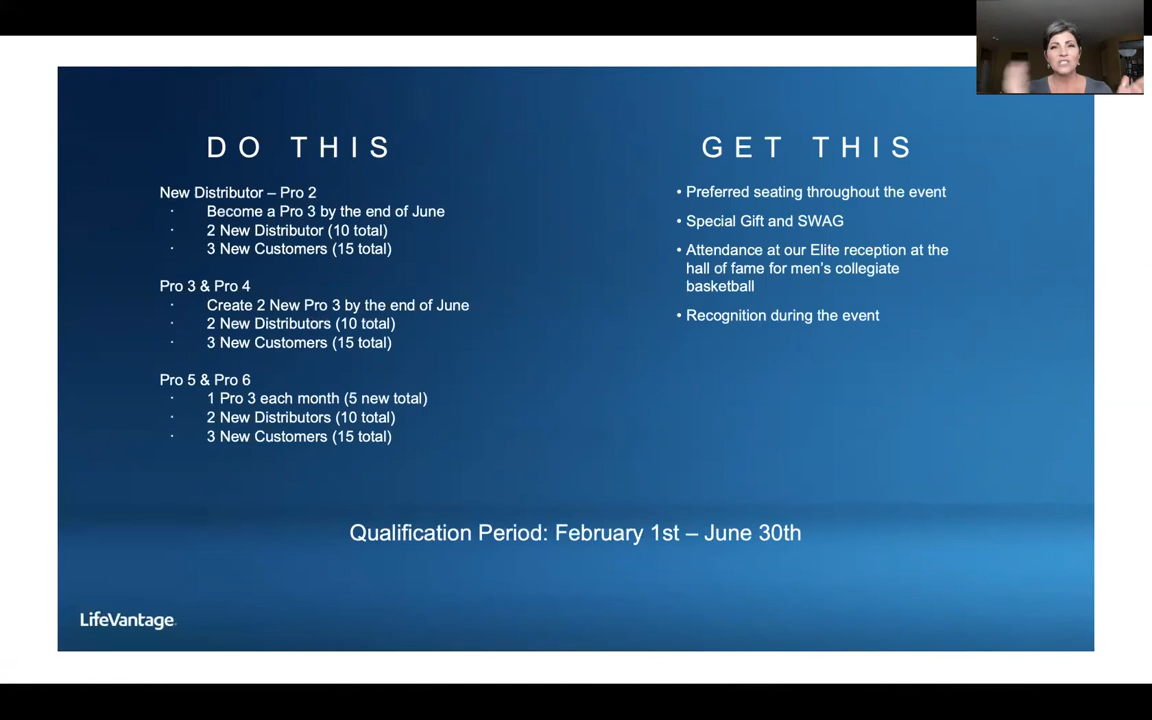 DO THIS
New Distributor – Pro 2
· Become a Pro 3 by the end of June
· 2 New Distributor (10 total)
· 3 New Customers (15 total)
Pro 3 & Pro 4
· Create 2 New Pro 3 by the end of June
· 2 New Distributors (10 total)
· 3 New Customers (15 total)
Pro 5 & Pro 6
· 1 Pro 3 each month (5 new total)
· 2 New Distributors (10 total)
· 3 New Customers (15 total)
GET THIS
• Preferred seating throughout the event
• Special Gift and SWAG
• Attendance at our Elite reception at the
hall of fame for men's collegiate
basketball
• Recognition during the event
Qualification Period: February 1st – June 30th
LifeVantage